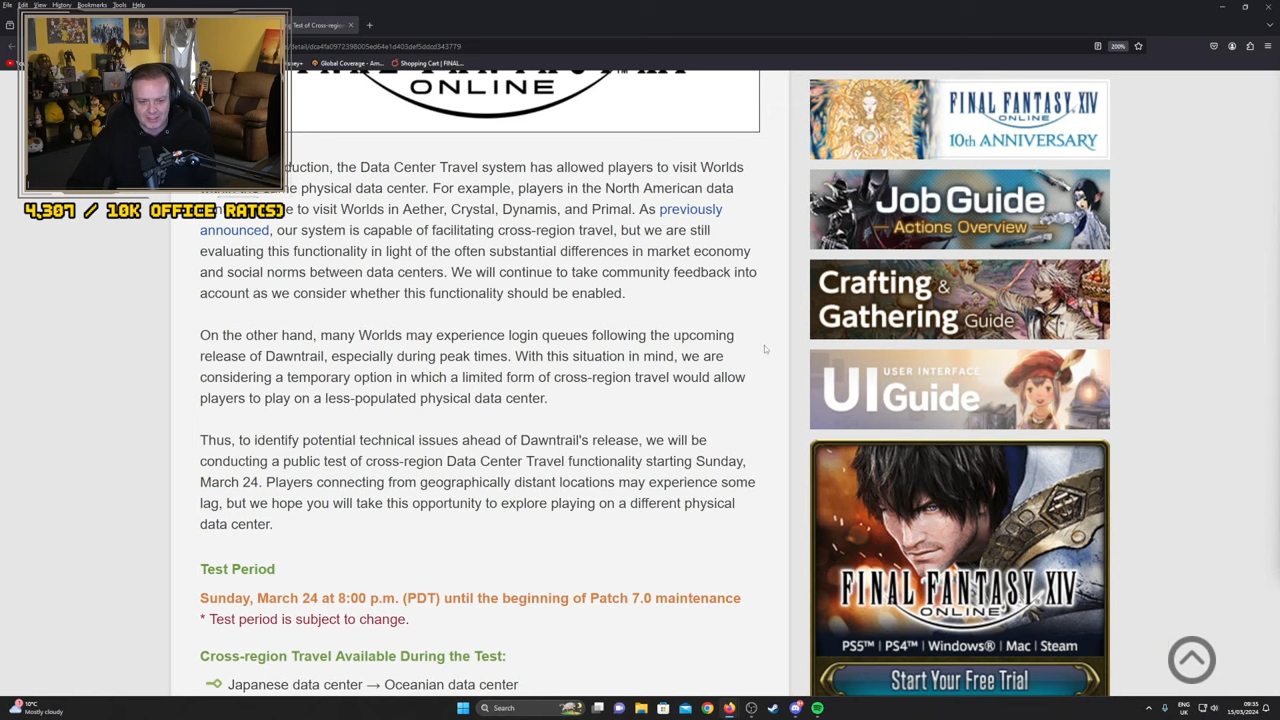 File Edit View History Bookmarks Tools Help
Test of Cross-region
/detail/dca4fa0972398005ed64e1d403def5ddcd343779
200%
Global Coverage - Am...
Shopping Cart | FINAL...
ONLINE
4,307 / 10K OFFICE RAT(S)
the Data Center Travel system has allowed players to visit Worlds
physical data center. For example, players in the North American data
to visit Worlds in Aether, Crystal, Dynamis, and Primal. As previously
announced, our system is capable of facilitating cross-region travel, but we are still
evaluating this functionality in light of the often substantial differences in market economy
and social norms between data centers. We will continue to take community feedback into
account as we consider whether this functionality should be enabled.
On the other hand, many Worlds may experience login queues following the upcoming
release of Dawntrail, especially during peak times. With this situation in mind, we are
considering a temporary option in which a limited form of cross-region travel would allow
players to play on a less-populated physical data center.
Thus, to identify potential technical issues ahead of Dawntrail's release, we will be
conducting a public test of cross-region Data Center Travel functionality starting Sunday,
March 24. Players connecting from geographically distant locations may experience some
lag, but we hope you will take this opportunity to explore playing on a different physical
data center.
Test Period
Sunday, March 24 at 8:00 p.m. (PDT) until the beginning of Patch 7.0 maintenance
* Test period is subject to change.
Cross-region Travel Available During the Test:
Japanese data center → Oceanian data center
FINAL FANTASY XIV
ONLINE
10th ANNIVERSARY
Job Guide
Actions Overview
Crafting &
Gathering Guide
USER INTERFACE
UI Guide
FINAL FANTASY XIV
ONLINE
PS5™ | PS4™ | Windows® | Mac | Steam
Start Your Free Trial
10°C
Mostly cloudy
Search
ENG
UK
09:35
15/03/2024